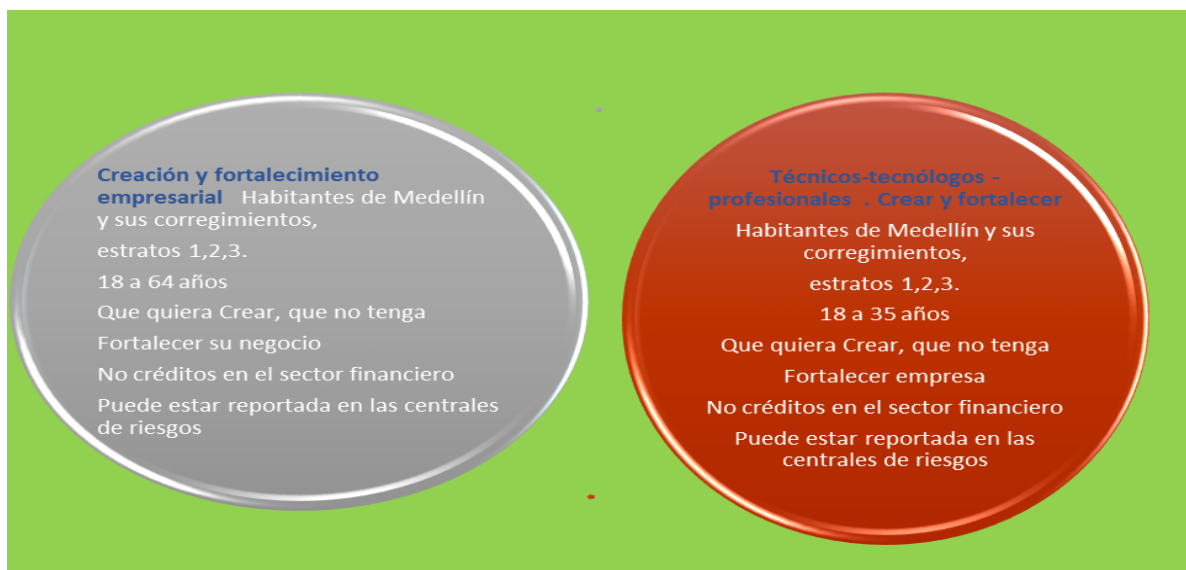 Creación y fortalecimiento
empresarial Habitantes de Medellín
y sus corregimientos,
estratos 1,2,3.
18 a 64 años
Que quiera Crear, que no tenga
Fortalecer su negocio
No créditos en el sector financiero
Puede estar reportada en las centrales
de riesgos
Técnicos-tecnólogos -
profesionales . Crear y fortalecer
Habitantes de Medellín y sus
corregimientos,
estratos 1,2,3.
18 a 35 años
Que quiera Crear, que no tenga
Fortalecer empresa
No créditos en el sector financiero
Puede estar reportada en las
centrales de riesgos